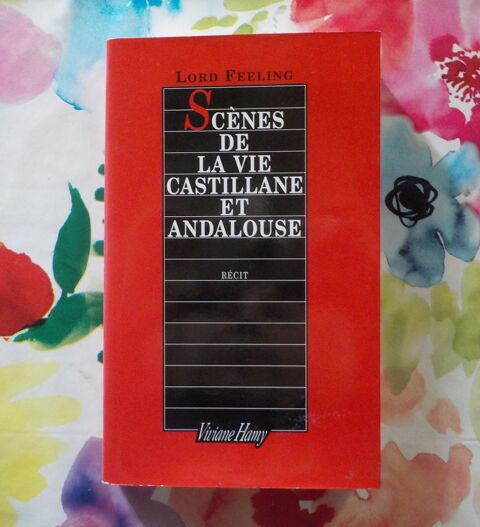 LORD FEELING
SCÈNES
DE
LA VIE
CASTILLANE
ET
ANDALOUSE
RÉCIT
Viviane Hamy